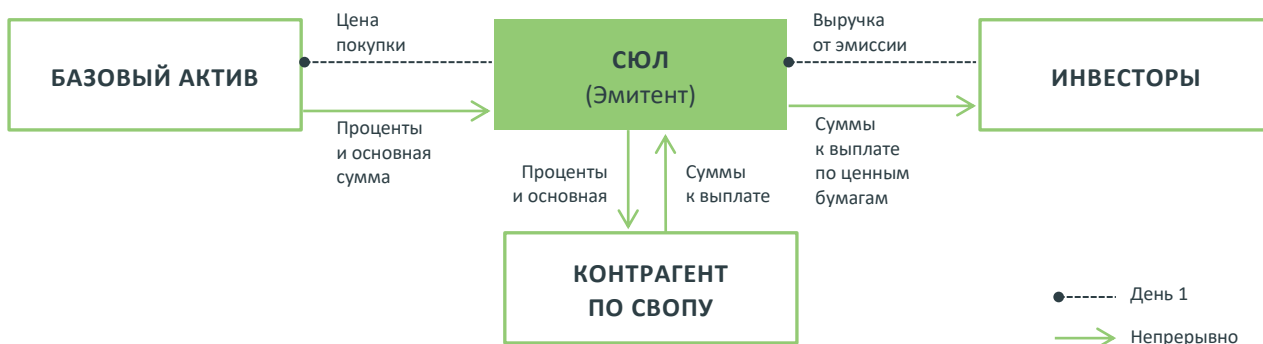 Цена
покупки
Выручка
от эмиссии
БАЗОВЫЙ АКТИВ
СЮЛ
(Эмитент)
ИНВЕСТОРЫ
Проценты
и основная
сумма
Суммы
к выплате
по ценным
бумагам
Проценты
и основная
Суммы
к выплате
КОНТРАГЕНТ
ПО СВОПУ
День 1
Непрерывно